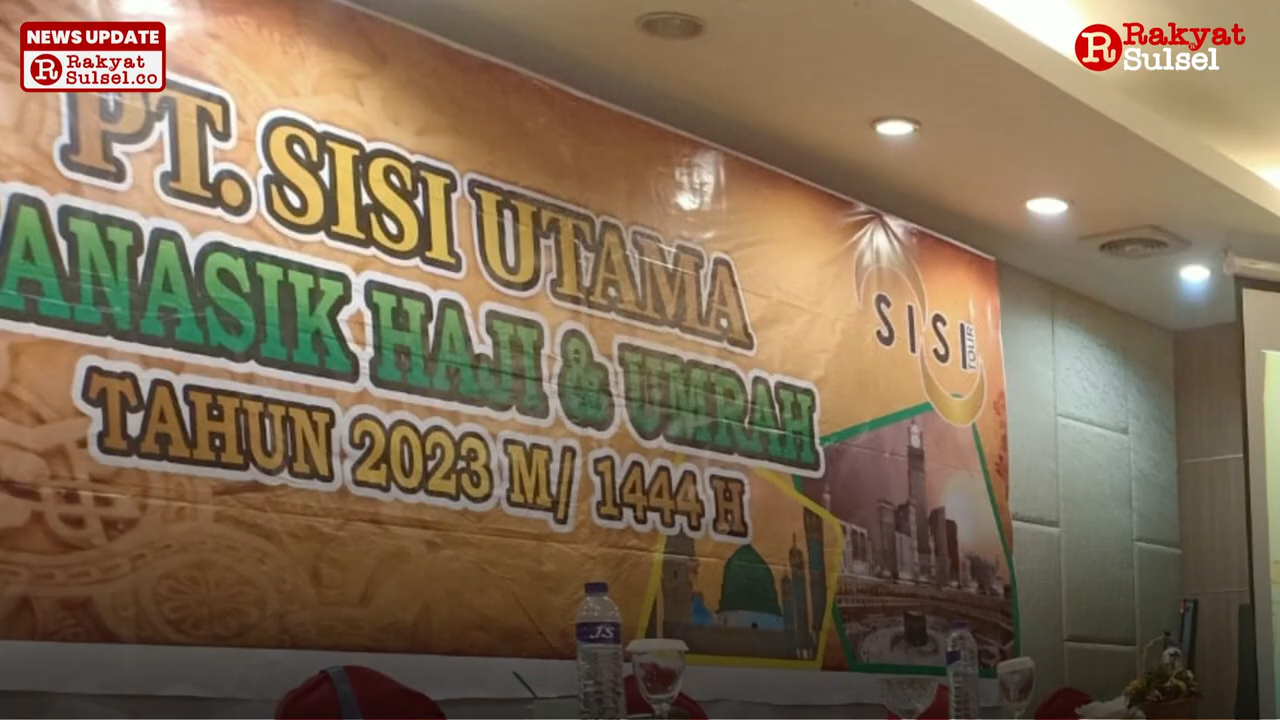 NEWS UPDATE
R Rakyat
Sulsel.co
R Rakyat
Sulsel
PT. SISI UTAMA
ANASIK HAJI & UMRAH
TAHUN 2023 M/ 1444 H
SISI
TOUR
JS